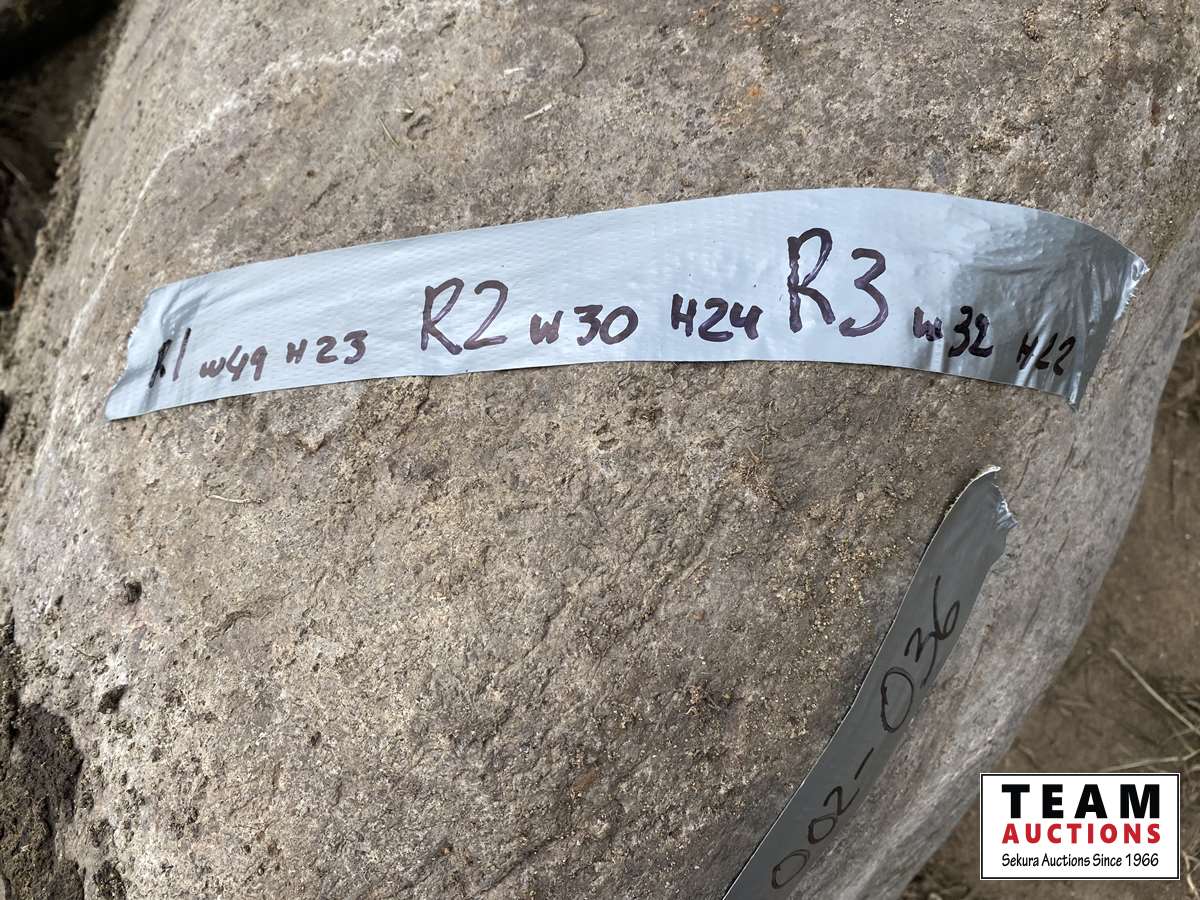 R1 W49 H23 R2 W30 H24 R3 W32 H22
002-036
TEAM
AUCTIONS
Sekura Auctions Since 1966